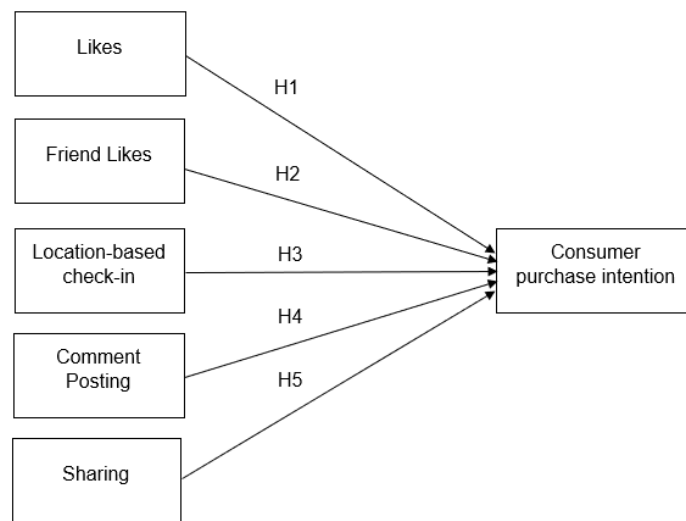 Likes
H1
Friend Likes
H2
Location-based
check-in
H3
Consumer
purchase intention
H4
Comment
Posting
H5
Sharing